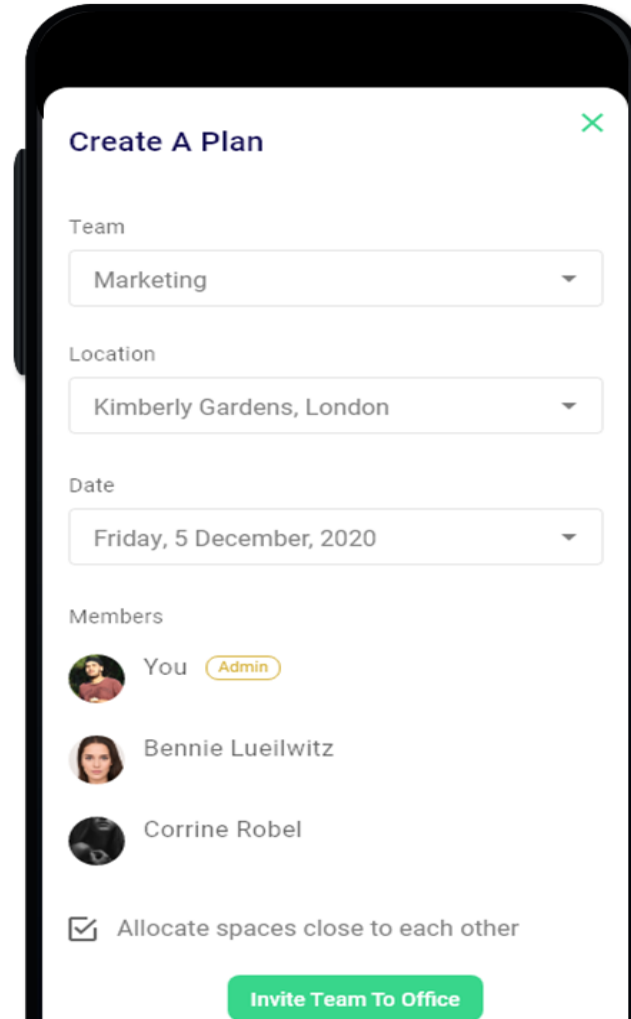 Create A Plan
Team
Marketing
Location
Kimberly Gardens, London
Date
Friday, 5 December, 2020
Members
You Admin
Bennie Lueilwitz
Corrine Robel
Allocate spaces close to each other
Invite Team To Office